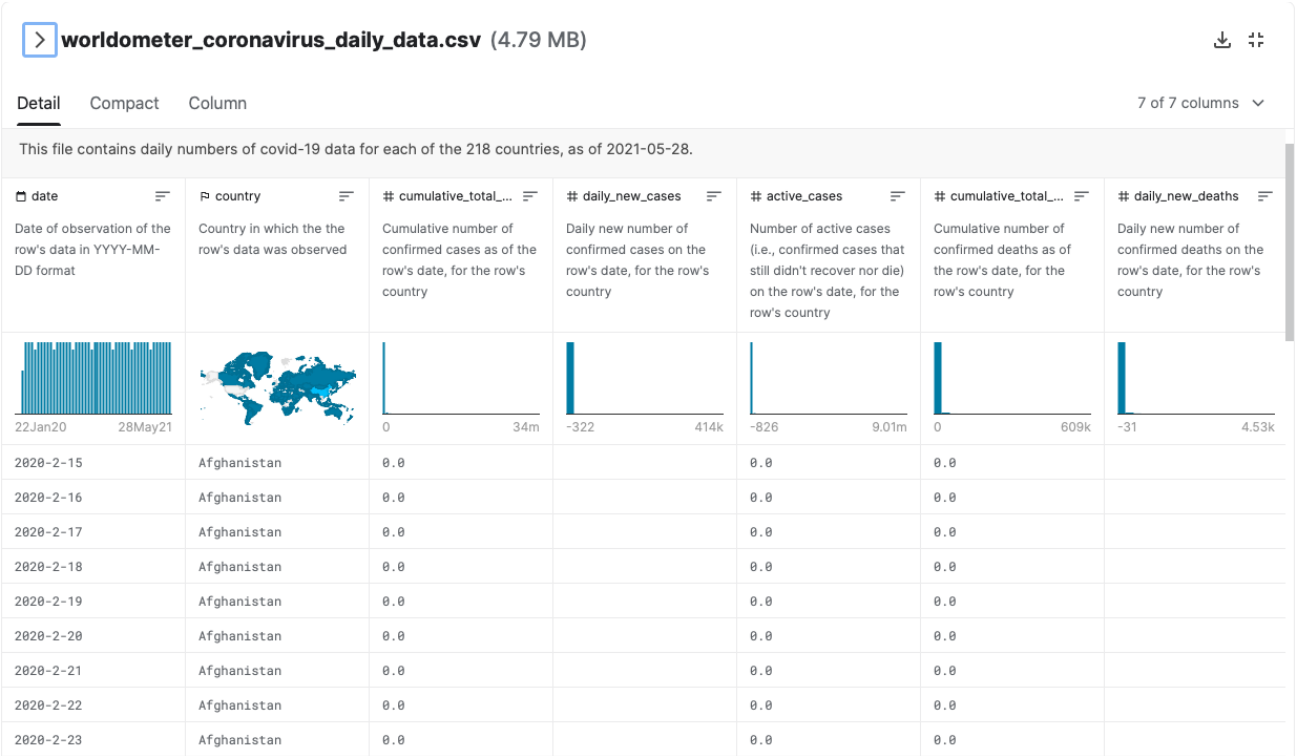 worldometer_coronavirus_daily_data.csv (4.79 MB)
Detail Compact Column 7 of 7 columns
This file contains daily numbers of covid-19 data for each of the 218 countries, as of 2021-05-28.
date
Date of observation of the
row's data in YYYY-MM-
DD format
country
Country in which the the
row's data was observed
# cumulative_total_...
Cumulative number of
confirmed cases as of the
row's date, for the row's
country
# daily_new_cases
Daily new number of
confirmed cases on the
row's date, for the row's
country
# active_cases
Number of active cases
(i.e., confirmed cases that
still didn't recover nor die)
on the row's date, for the
row's country
# cumulative_total_...
Cumulative number of
confirmed deaths as of
the row's date, for the
row's country
# daily_new_deaths
Daily new number of
confirmed deaths on the
row's date, for the row's
country
22Jan20 28May21
0 34m
-322 414k
-826 9.01m
0 609k
-31 4.53k
2020-2-15 Afghanistan 0.0 0.0 0.0
2020-2-16 Afghanistan 0.0 0.0 0.0
2020-2-17 Afghanistan 0.0 0.0 0.0
2020-2-18 Afghanistan 0.0 0.0 0.0
2020-2-19 Afghanistan 0.0 0.0 0.0
2020-2-20 Afghanistan 0.0 0.0 0.0
2020-2-21 Afghanistan 0.0 0.0 0.0
2020-2-22 Afghanistan 0.0 0.0 0.0
2020-2-23 Afghanistan 0.0 0.0 0.0